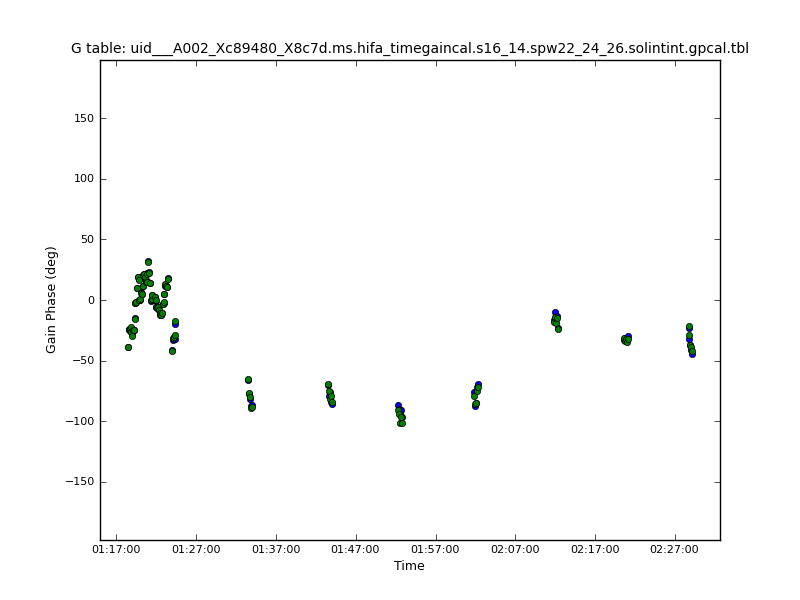 G table: uid___A002_Xc89480_X8c7d.ms.hifa_timegaincal.s16_14.spw22_24_26.solintint.gpcal.tbl
150
100
50
0
−50
−100
−150
Gain Phase (deg)
01:17:00 01:27:00 01:37:00 01:47:00 01:57:00 02:07:00 02:17:00 02:27:00
Time